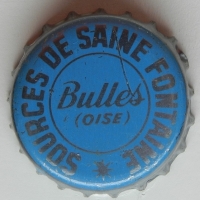 SOURCES DE SAINE FONTAINE
Bulles
(OISE)